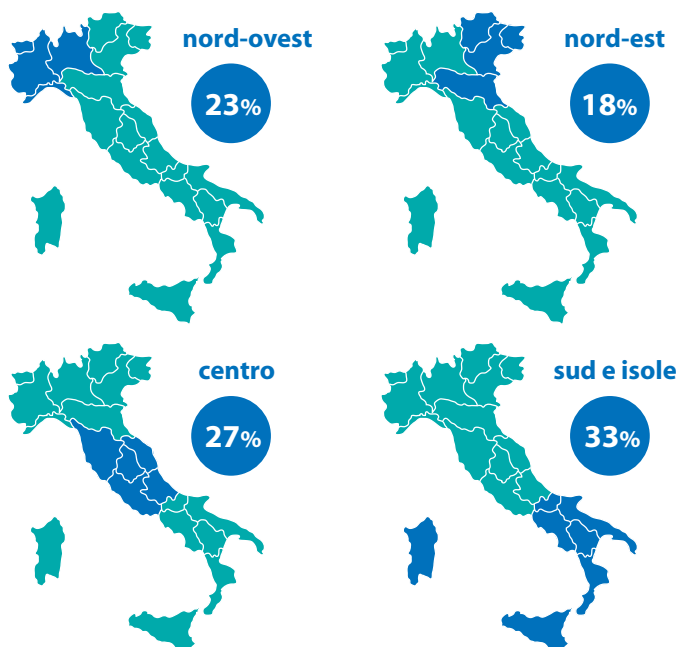 nord-ovest
23%
nord-est
18%
centro
27%
sud e isole
33%